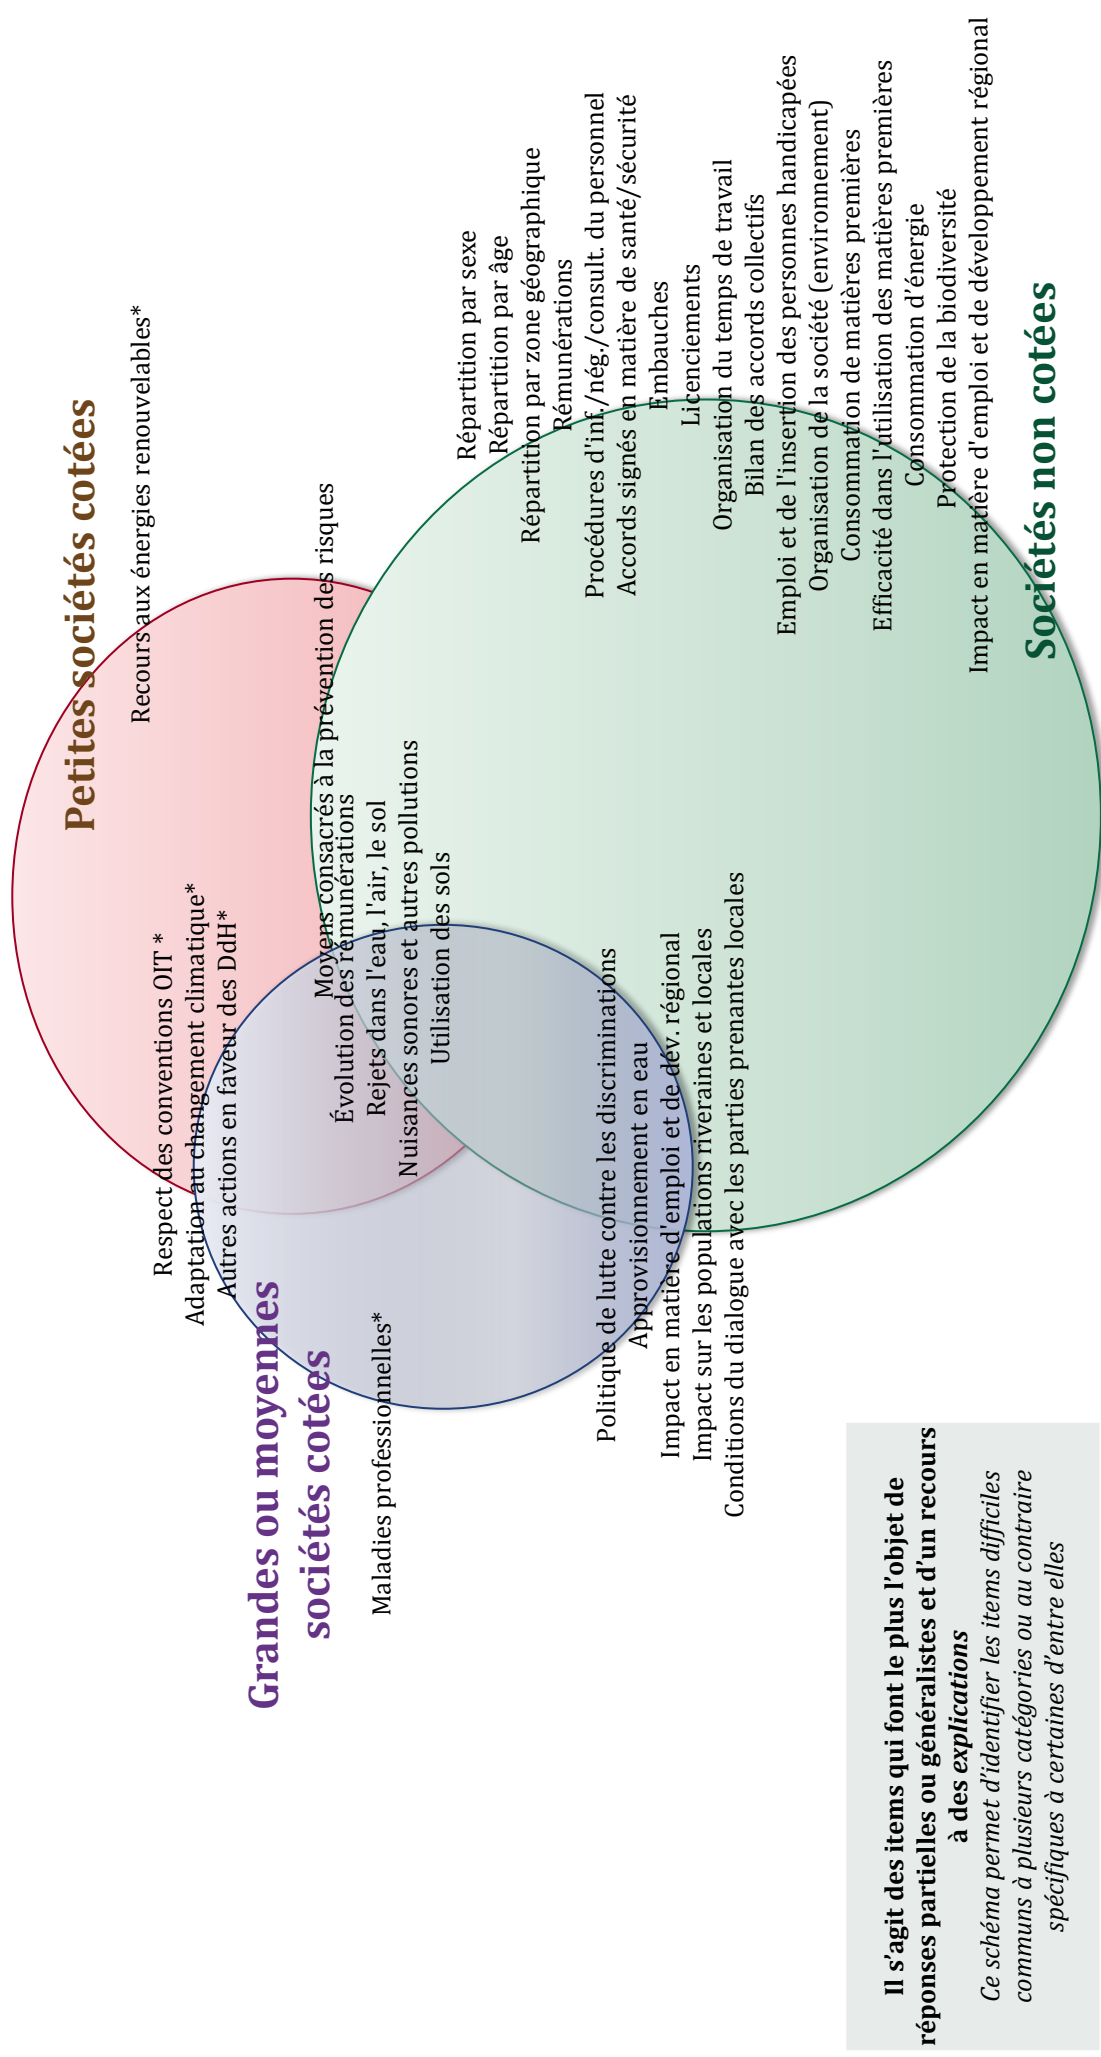 Petites sociétés cotées
Recours aux énergies renouvelables*
Respect des conventions OIT *
Adaptation au changement climatique*
Autres actions en faveur des DdH*
Grandes ou moyennes
sociétés cotées
Maladies professionnelles*
Moyens consacrés à la prévention des risques
Évolution des rémunérations
Rejets dans l'eau, l'air, le sol
Nuisances sonores et autres pollutions
Utilisation des sols
Répartition par sexe
Répartition par âge
Répartition par zone géographique
Rémunérations
Procédures d'inf./nég./consult. du personnel
Accords signés en matière de santé/sécurité
Embauches
Licenciements
Organisation du temps de travail
Bilan des accords collectifs
Emploi et de l'insertion des personnes handicapées
Organisation de la société (environnement)
Consommation de matières premières
Efficacité dans l'utilisation des matières premières
Consommation d'énergie
Protection de la biodiversité
Impact en matière d'emploi et de développement régional
Sociétés non cotées
Politique de lutte contre les discriminations
Approvisionnement en eau
Impact en matière d'emploi et de dév. régional
Impact sur les populations riveraines et locales
Conditions du dialogue avec les parties prenantes locales
Il s'agit des items qui font le plus l'objet de
réponses partielles ou généralistes et d'un recours
à des explications
Ce schéma permet d'identifier les items difficiles
communs à plusieurs catégories ou au contraire
spécifiques à certaines d'entre elles